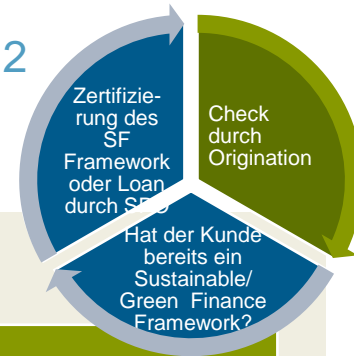 2
Zertifizie-
rung des
SF
Framework
oder Loan
durch
Check
durch
Origination
Hat der Kunde
bereits ein
Sustainable/
Green Finance
Framework?